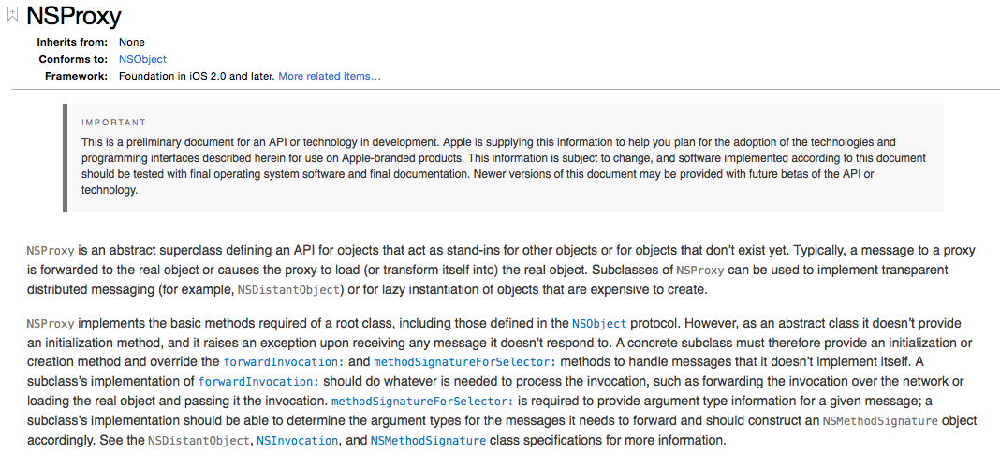 NSProxy
Inherits from: None
Conforms to: NSObject
Framework: Foundation in iOS 2.0 and later. More related items...
IMPORTANT
This is a preliminary document for an API or technology in development. Apple is supplying this information to help you plan for the adoption of the technologies and
programming interfaces described herein for use on Apple-branded products. This information is subject to change, and software implemented according to this document
should be tested with final operating system software and final documentation. Newer versions of this document may be provided with future betas of the API or
technology.
NSProxy is an abstract superclass defining an API for objects that act as stand-ins for other objects or for objects that don't exist yet. Typically, a message to a proxy
is forwarded to the real object or causes the proxy to load (or transform itself into) the real object. Subclasses of NSProxy can be used to implement transparent
distributed messaging (for example, NSDistantObject) or for lazy instantiation of objects that are expensive to create.
NSProxy implements the basic methods required of a root class, including those defined in the NSObject protocol. However, as an abstract class it doesn't provide
an initialization method, and it raises an exception upon receiving any message it doesn't respond to. A concrete subclass must therefore provide an initialization or
creation method and override the forwardInvocation: and methodSignatureForSelector: methods to handle messages that it doesn't implement itself. A
subclass's implementation of forwardInvocation: should do whatever is needed to process the invocation, such as forwarding the invocation over the network or
loading the real object and passing it the invocation. methodSignatureForSelector: is required to provide argument type information for a given message; a
subclass's implementation should be able to determine the argument types for the messages it needs to forward and should construct an NSMethodSignature object
accordingly. See the NSDistantObject, NSInvocation, and NSMethodSignature class specifications for more information.